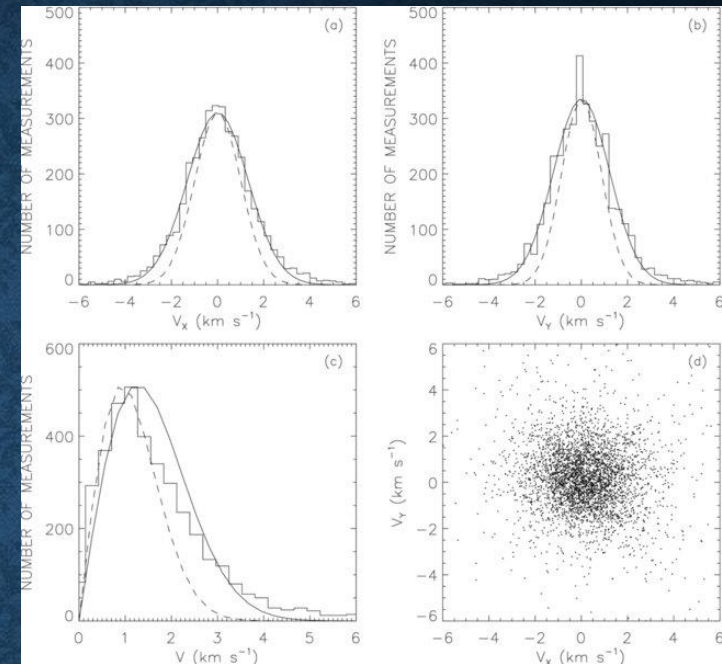 (a)
NUMBER OF MEASUREMENTS
500
400
300
200
100
0
−6 −4 −2 0 2 4 6
V_X (km s⁻¹)
(b)
NUMBER OF MEASUREMENTS
500
400
300
200
100
0
−6 −4 −2 0 2 4 6
V_Y (km s⁻¹)
(c)
NUMBER OF MEASUREMENTS
600
400
200
0
0 1 2 3 4 5 6
V (km s⁻¹)
(d)
V_Y (km s⁻¹)
6
4
2
0
−2
−4
−6
−6 −4 −2 0 2 4 6
V_X (km s⁻¹)